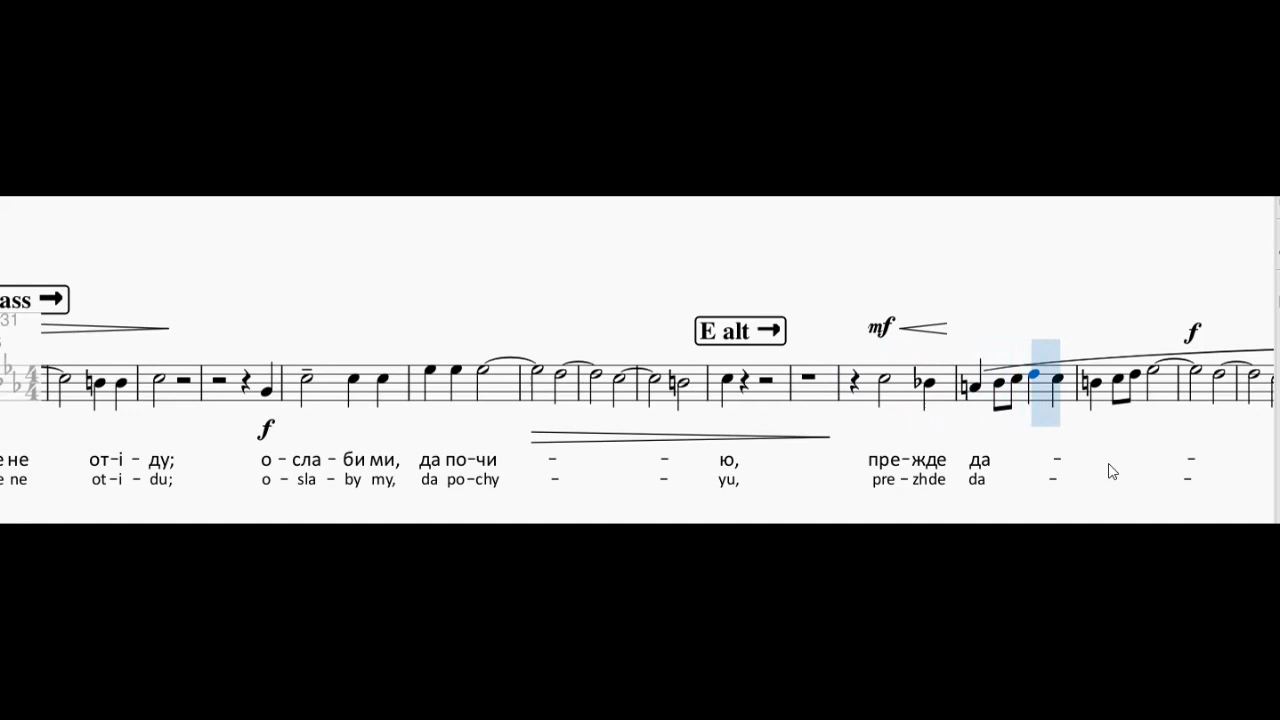 ass →
31
E alt →
mf
f
f
е не от-і - ду; о - сла - би ми, да по-чи - - ю, пре-жде да - -
e ne ot-i - du; o - sla - by my, da po-chy - - yu, pre-zhde da - -